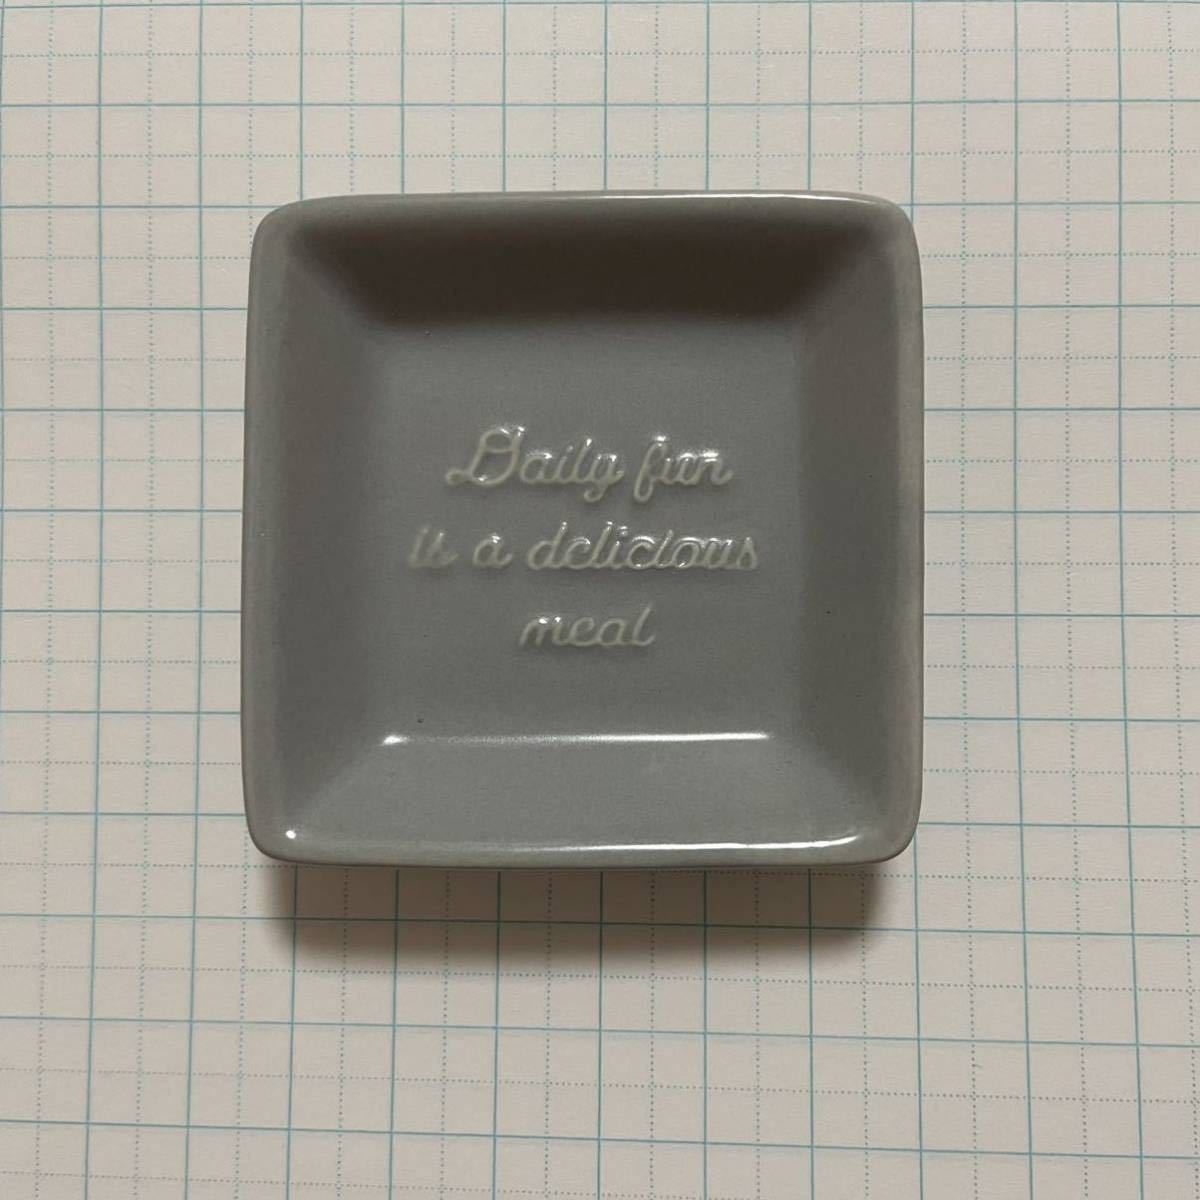 Daily fun
is a delicious
meal